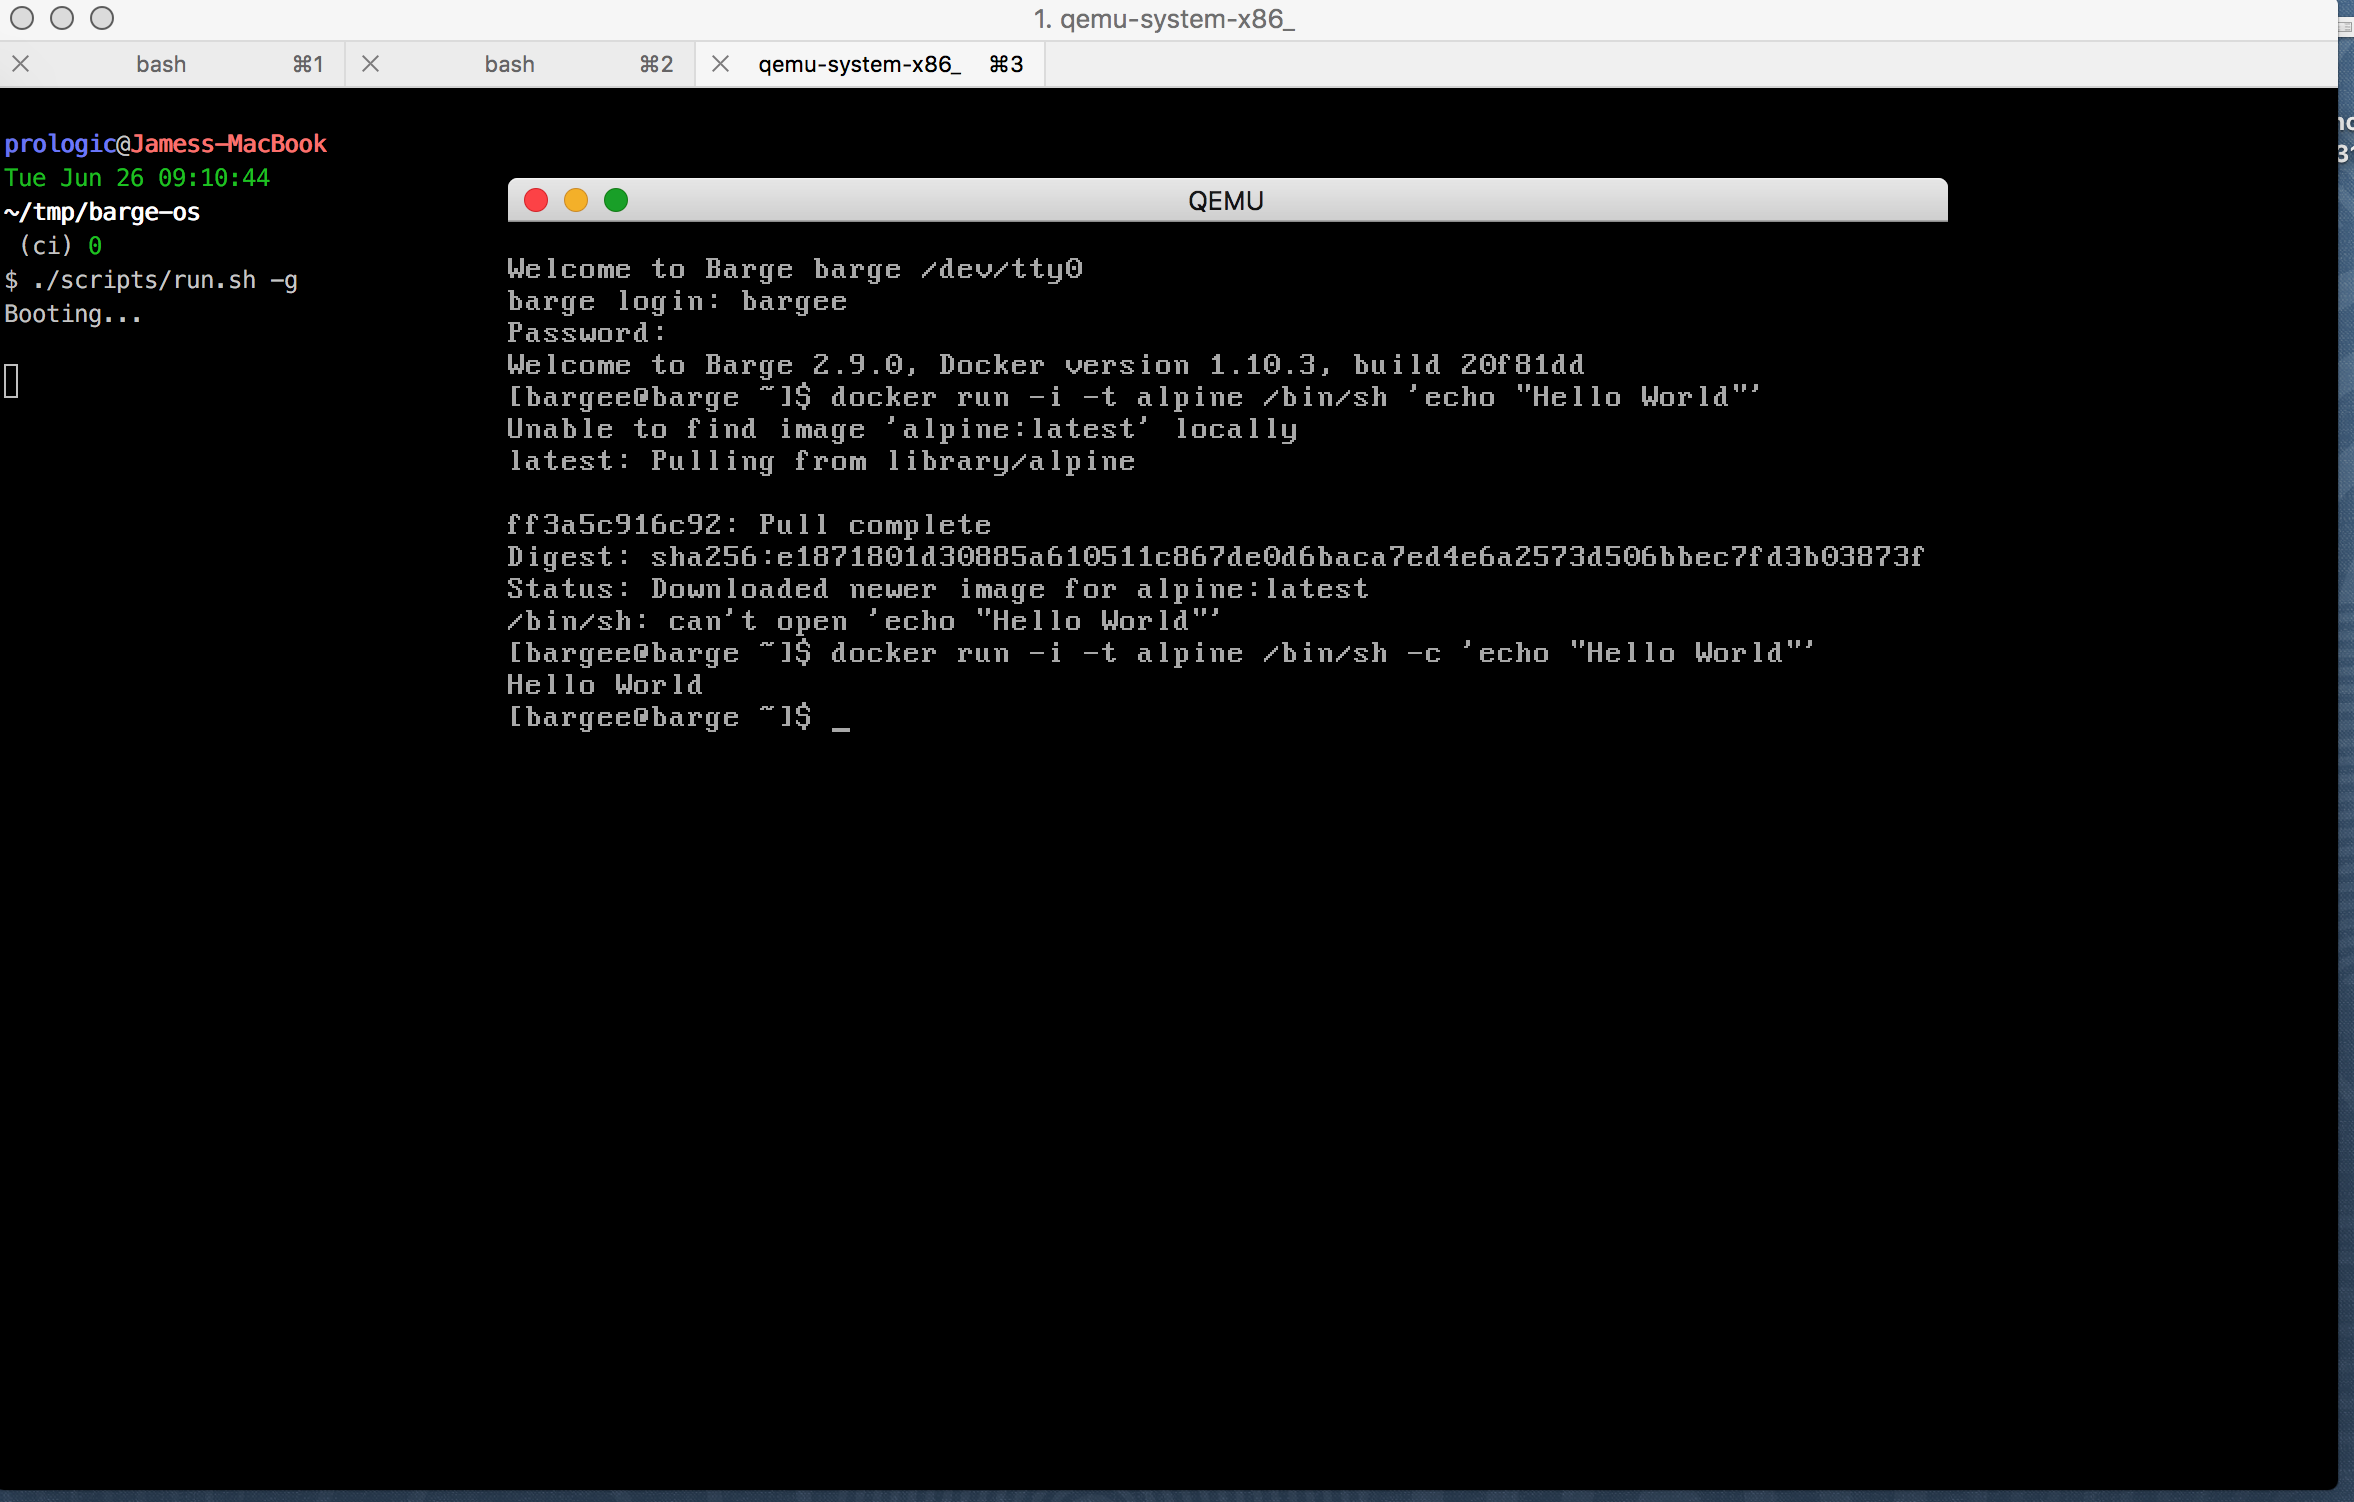 1. qemu-system-x86_
bash ⌘1 bash ⌘2 qemu-system-x86_ ⌘3
prologic@Jamess-MacBook
Tue Jun 26 09:10:44
~/tmp/barge-os
(ci) 0
$ ./scripts/run.sh -g
Booting...
QEMU
Welcome to Barge barge /dev/tty0
barge login: bargee
Password:
Welcome to Barge 2.9.0, Docker version 1.10.3, build 20f81dd
[bargee@barge ~]$ docker run -i -t alpine /bin/sh 'echo "Hello World"'
Unable to find image 'alpine:latest' locally
latest: Pulling from library/alpine
ff3a5c916c92: Pull complete
Digest: sha256:e1871801d30885a610511c867de0d6baca7ed4e6a2573d506bbec7fd3b03873f
Status: Downloaded newer image for alpine:latest
/bin/sh: can't open 'echo "Hello World"'
[bargee@barge ~]$ docker run -i -t alpine /bin/sh -c 'echo "Hello World"'
Hello World
[bargee@barge ~]$ _